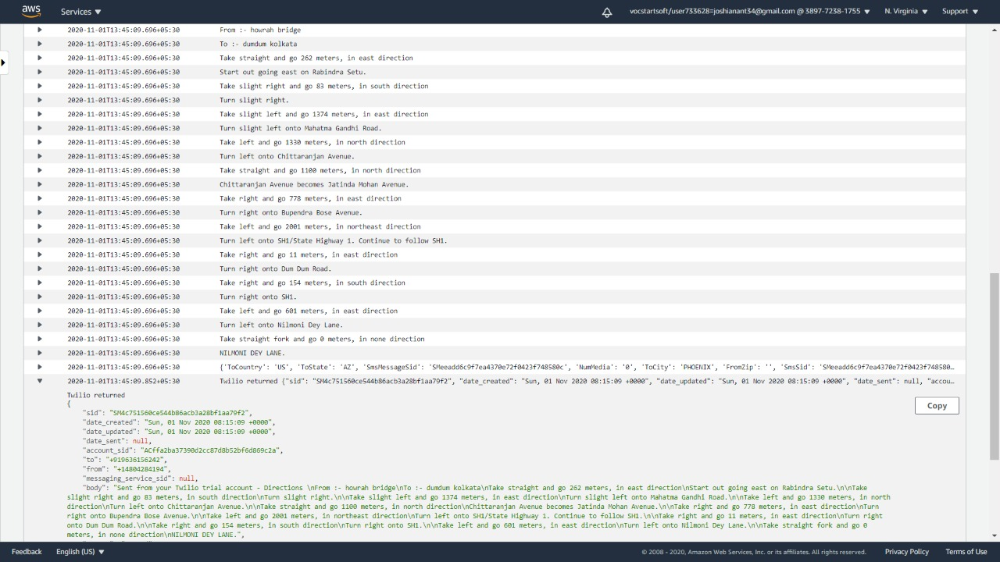 aws Services vocstartsoft/user733628=joshianant34@gmail.com @ 3897-7238-1755 N. Virginia Support
2020-11-01T13:45:09.696+05:30 From :- howrah bridge
2020-11-01T13:45:09.696+05:30 To :- dumdum kolkata
2020-11-01T13:45:09.696+05:30 Take straight and go 262 meters, in east direction
2020-11-01T13:45:09.696+05:30 Start out going east on Rabindra Setu.
2020-11-01T13:45:09.696+05:30 Take slight right and go 83 meters, in south direction
2020-11-01T13:45:09.696+05:30 Turn slight right.
2020-11-01T13:45:09.696+05:30 Take slight left and go 1374 meters, in east direction
2020-11-01T13:45:09.696+05:30 Turn slight left onto Mahatma Gandhi Road.
2020-11-01T13:45:09.696+05:30 Take left and go 1330 meters, in north direction
2020-11-01T13:45:09.696+05:30 Turn left onto Chittaranjan Avenue.
2020-11-01T13:45:09.696+05:30 Take straight and go 1100 meters, in north direction
2020-11-01T13:45:09.696+05:30 Chittaranjan Avenue becomes Jatinda Mohan Avenue.
2020-11-01T13:45:09.696+05:30 Take right and go 778 meters, in east direction
2020-11-01T13:45:09.696+05:30 Turn right onto Bupendra Bose Avenue.
2020-11-01T13:45:09.696+05:30 Take left and go 2001 meters, in northeast direction
2020-11-01T13:45:09.696+05:30 Turn left onto SH1/State Highway 1. Continue to follow SH1.
2020-11-01T13:45:09.696+05:30 Take right and go 11 meters, in east direction
2020-11-01T13:45:09.696+05:30 Turn right onto Dum Dum Road.
2020-11-01T13:45:09.696+05:30 Take right and go 154 meters, in south direction
2020-11-01T13:45:09.696+05:30 Turn right onto SH1.
2020-11-01T13:45:09.696+05:30 Take left and go 601 meters, in east direction
2020-11-01T13:45:09.696+05:30 Turn left onto Nilmoni Dey Lane.
2020-11-01T13:45:09.696+05:30 Take straight fork and go 0 meters, in none direction
2020-11-01T13:45:09.696+05:30 NILMONI DEY LANE.
2020-11-01T13:45:09.696+05:30 {'ToCountry': 'US', 'ToState': 'AZ', 'SmsMessageSid': 'SMeeadd6c9f7ea4370e72f0423f748580c', 'NumMedia': '0', 'ToCity': 'PHOENIX', 'FromZip': '', 'SmsSid': 'SMeeadd6c9f7ea4370e72f0423f748580…
2020-11-01T13:45:09.852+05:30 Twilio returned {"sid": "SM4c751560ce544b86acb3a28bf1aa79f2", "date_created": "Sun, 01 Nov 2020 08:15:09 +0000", "date_updated": "Sun, 01 Nov 2020 08:15:09 +0000", "date_sent": null, "accou…
Twilio returned
{
Copy
"sid": "SM4c751560ce544b86acb3a28bf1aa79f2",
"date_created": "Sun, 01 Nov 2020 08:15:09 +0000",
"date_updated": "Sun, 01 Nov 2020 08:15:09 +0000",
"date_sent": null,
"account_sid": "ACffa2ba37390d2cc87d8b52bf6d869c2a",
"to": "+919636156242",
"from": "+14804284194",
"messaging_service_sid": null,
"body": "Sent from your Twilio trial account - Directions \nFrom :- howrah bridge\nTo :- dumdum kolkata\nTake straight and go 262 meters, in east direction\nStart out going east on Rabindra Setu.\n\nTake
slight right and go 83 meters, in south direction\nTurn slight right.\n\nTake slight left and go 1374 meters, in east direction\nTurn slight left onto Mahatma Gandhi Road.\n\nTake left and go 1330 meters, in north
direction\nTurn left onto Chittaranjan Avenue.\n\nTake straight and go 1100 meters, in north direction\nChittaranjan Avenue becomes Jatinda Mohan Avenue.\n\nTake right and go 778 meters, in east direction\nTurn
right onto Bupendra Bose Avenue.\n\nTake left and go 2001 meters, in northeast direction\nTurn left onto SH1/State Highway 1. Continue to follow SH1.\n\nTake right and go 11 meters, in east direction\nTurn right
onto Dum Dum Road.\n\nTake right and go 154 meters, in south direction\nTurn right onto SH1.\n\nTake left and go 601 meters, in east direction\nTurn left onto Nilmoni Dey Lane.\n\nTake straight fork and go 0
meters, in none direction\nNILMONI DEY LANE.",
Feedback English (US) © 2008 - 2020, Amazon Web Services, Inc. or its affiliates. All rights reserved. Privacy Policy Terms of Use